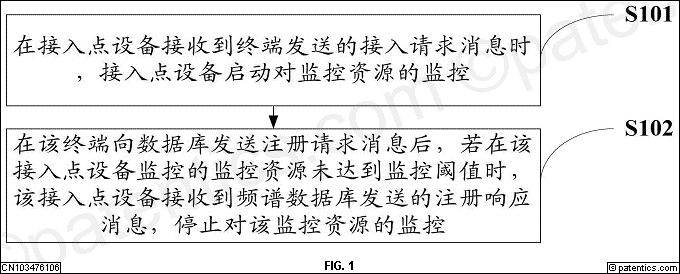 在接入点设备接收到终端发送的接入请求消息时
，接入点设备启动对监控资源的监控
S101
在该终端向数据库发送注册请求消息后，若在该
接入点设备监控的监控资源未达到监控阈值时，
该接入点设备接收到频谱数据库发送的注册响应
消息，停止对该监控资源的监控
S102
CN103476106
FIG. 1
©patentics.com